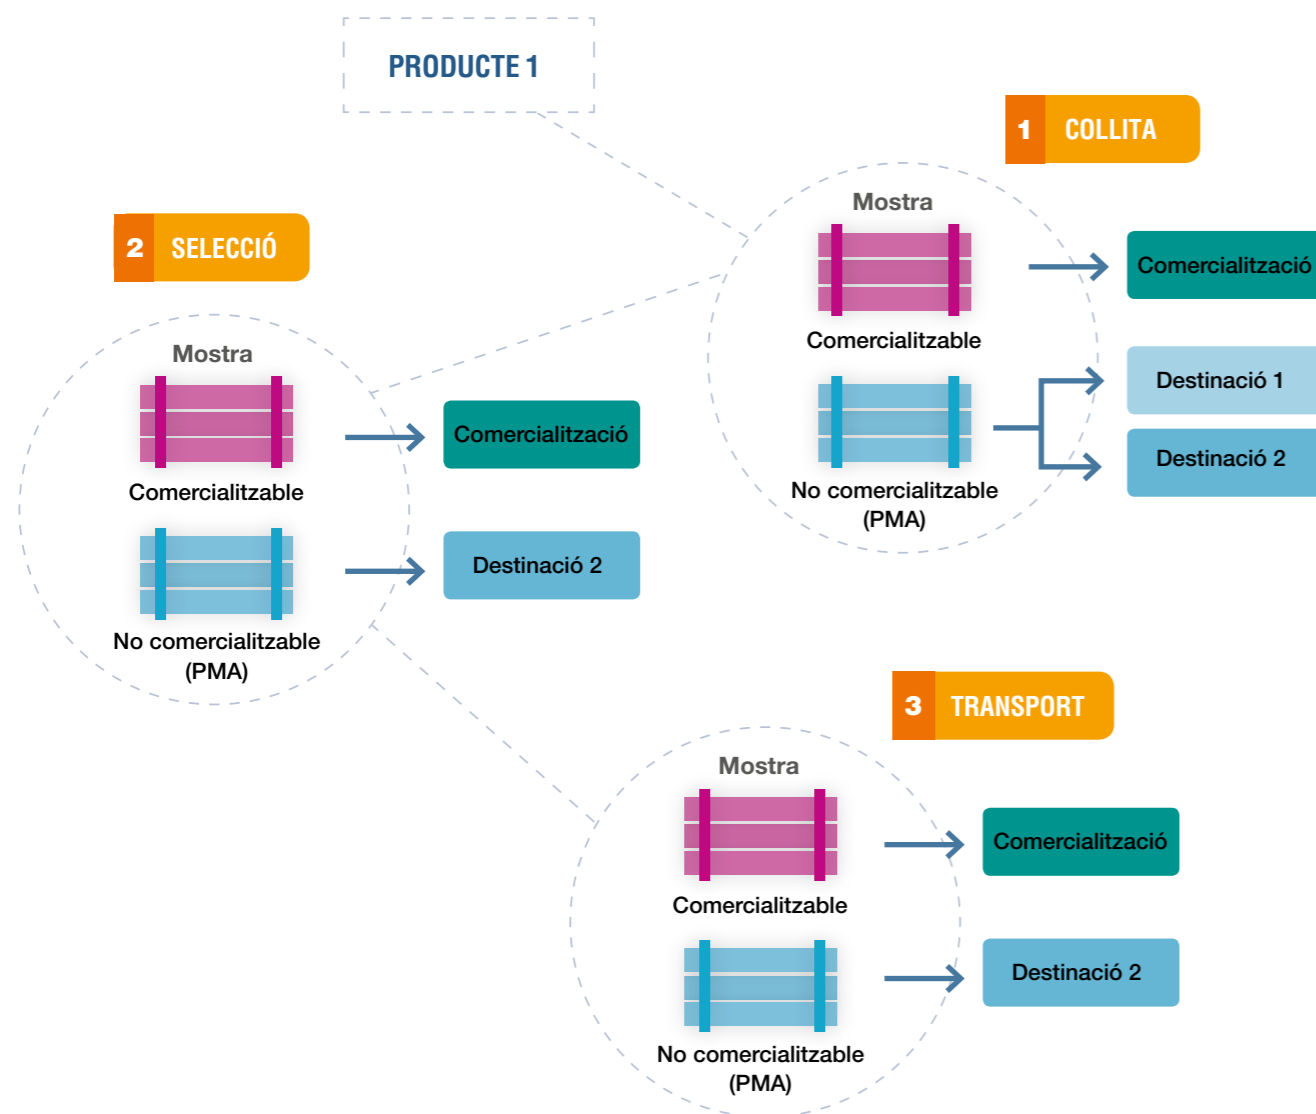 PRODUCTE 1
1 COLLITA
Mostra
Comercialitzable
Comercialització
No comercialitzable
(PMA)
Destinació 1
Destinació 2
2 SELECCIÓ
Mostra
Comercialitzable
Comercialització
No comercialitzable
(PMA)
Destinació 2
3 TRANSPORT
Mostra
Comercialitzable
Comercialització
No comercialitzable
(PMA)
Destinació 2